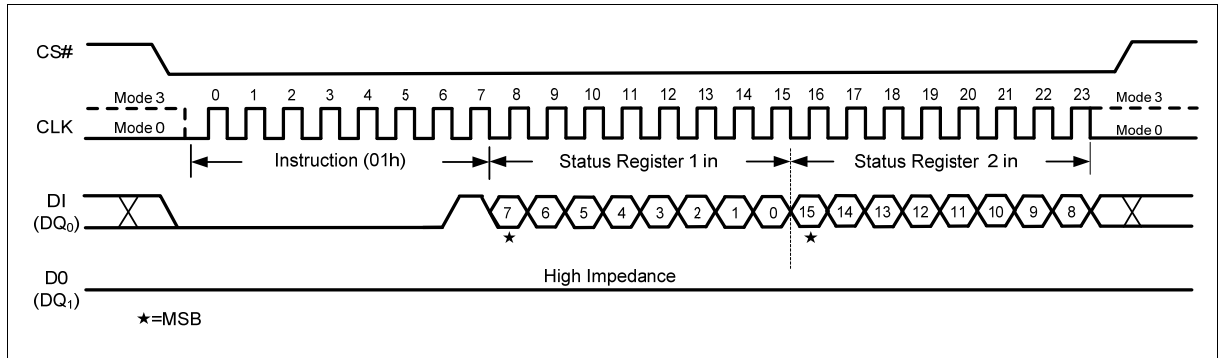 CS#
0 1 2 3 4 5 6 7 8 9 10 11 12 13 14 15 16 17 18 19 20 21 22 23
Mode 3 Mode 3
CLK
Mode 0 Mode 0
Instruction (01h) Status Register 1 in Status Register 2 in
DI
(DQ0)
7 6 5 4 3 2 1 0 15 14 13 12 11 10 9 8
★ ★
High Impedance
D0
(DQ1)
★=MSB